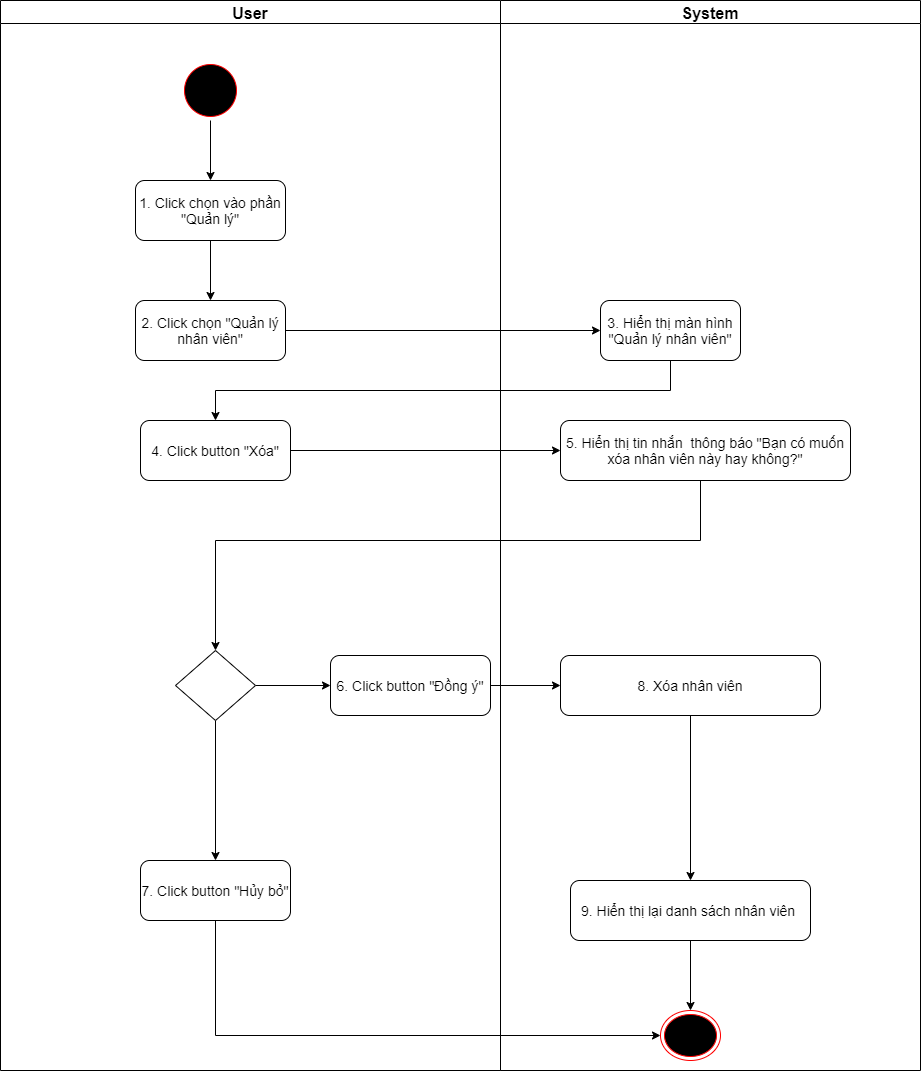 User
System
1. Click chọn vào phần
"Quản lý"
2. Click chọn "Quản lý
nhân viên"
3. Hiển thị màn hình
"Quản lý nhân viên"
4. Click button "Xóa"
5. Hiển thị tin nhắn  thông báo "Bạn có muốn
xóa nhân viên này hay không?"
6. Click button "Đồng ý"
8. Xóa nhân viên
7. Click button "Hủy bỏ"
9. Hiển thị lại danh sách nhân viên